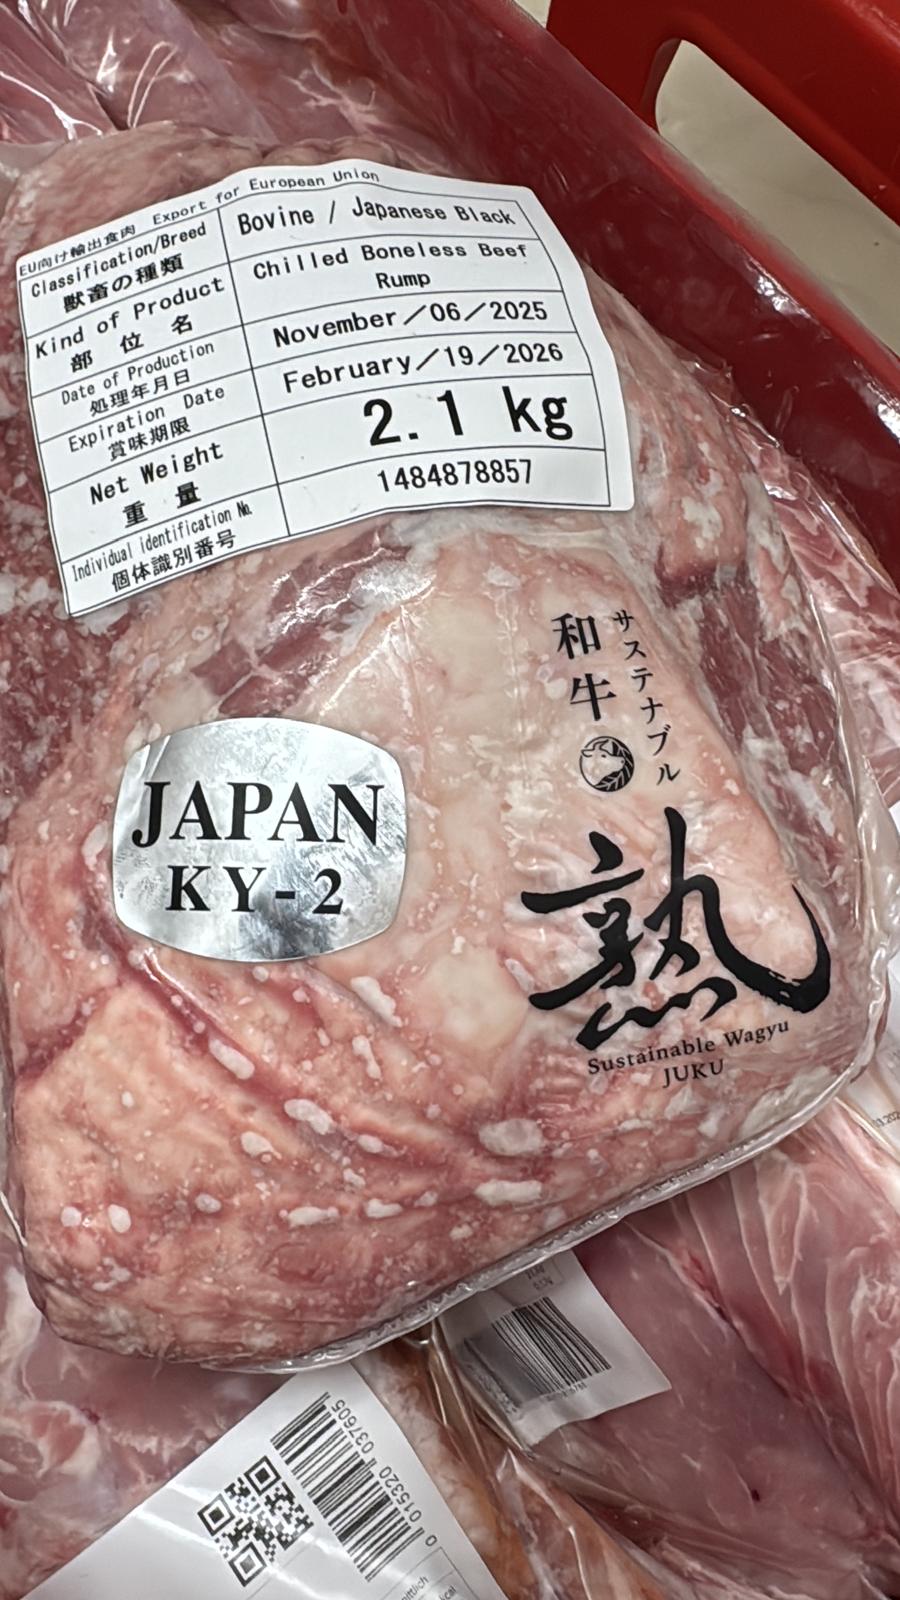 EU向け輸出食肉 Export for European Union
Classification/Breed
獣畜の種類
Bovine / Japanese Black
Kind of Product
部位名
Chilled Boneless Beef
Rump
Date of Production
処理年月日
November/06/2025
Expiration Date
賞味期限
February/19/2026
Net Weight
重量
2.1 kg
Individual identification No.
個体識別番号
1484878857
サステナブル
和牛
熟
Sustainable Wagyu
JUKU
JAPAN
KY-2
0 015320 037605